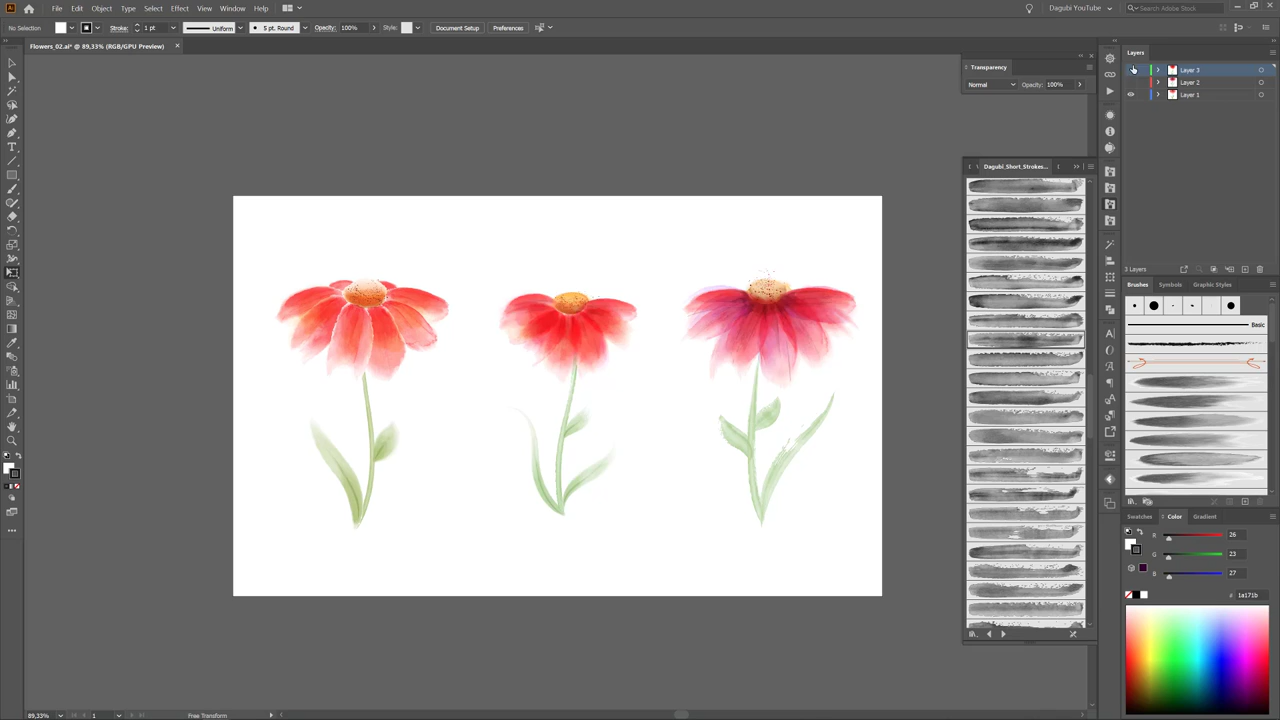 Ai File Edit Object Type Select Effect View Window Help Dagubi YouTube Search Adobe Stock
No Selection Stroke: 1 pt Uniform 5 pt. Round Opacity: 100% Style: Document Setup Preferences
Flowers_02.ai* @ 89,33% (RGB/GPU Preview)
Layers
Transparency
Layer 3
Normal Opacity: 100%
Layer 2
Layer 1
Dagubi_Short_Strokes...
3 Layers
Brushes Symbols Graphic Styles
Basic
Swatches Color Gradient
R 26
G 23
B 27
# 1a171b
89,33% 1 Free Transform